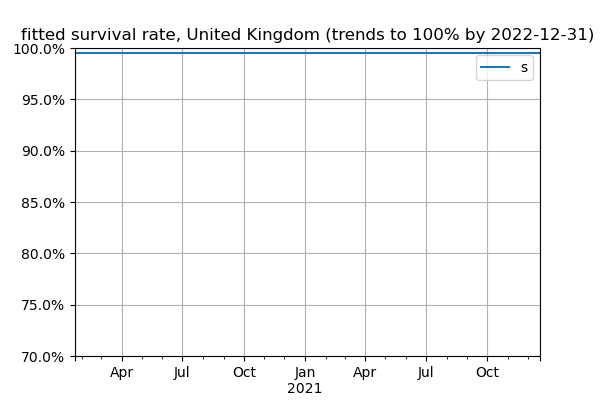 fitted survival rate, United Kingdom (trends to 100% by 2022-12-31)
100.0%
s
95.0%
90.0%
85.0%
80.0%
75.0%
70.0%
Apr Jul Oct Jan Apr Jul Oct
2021